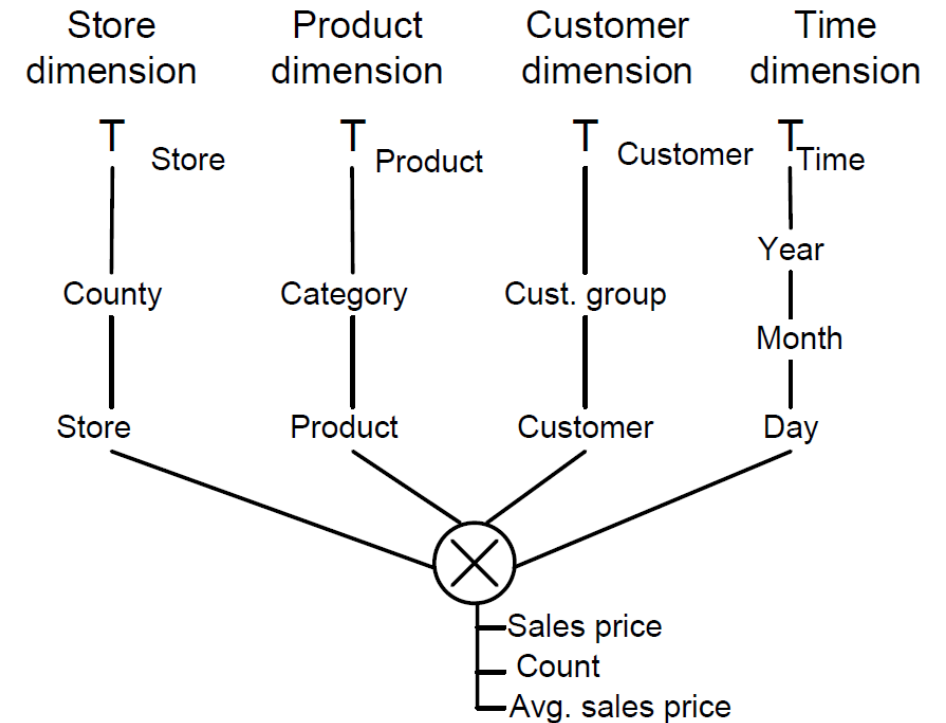 Store dimension
Product dimension
Customer dimension
Time dimension
T Store
T Product
T Customer
T Time
Year
County
Category
Cust. group
Month
Store
Product
Customer
Day
Sales price
Count
Avg. sales price